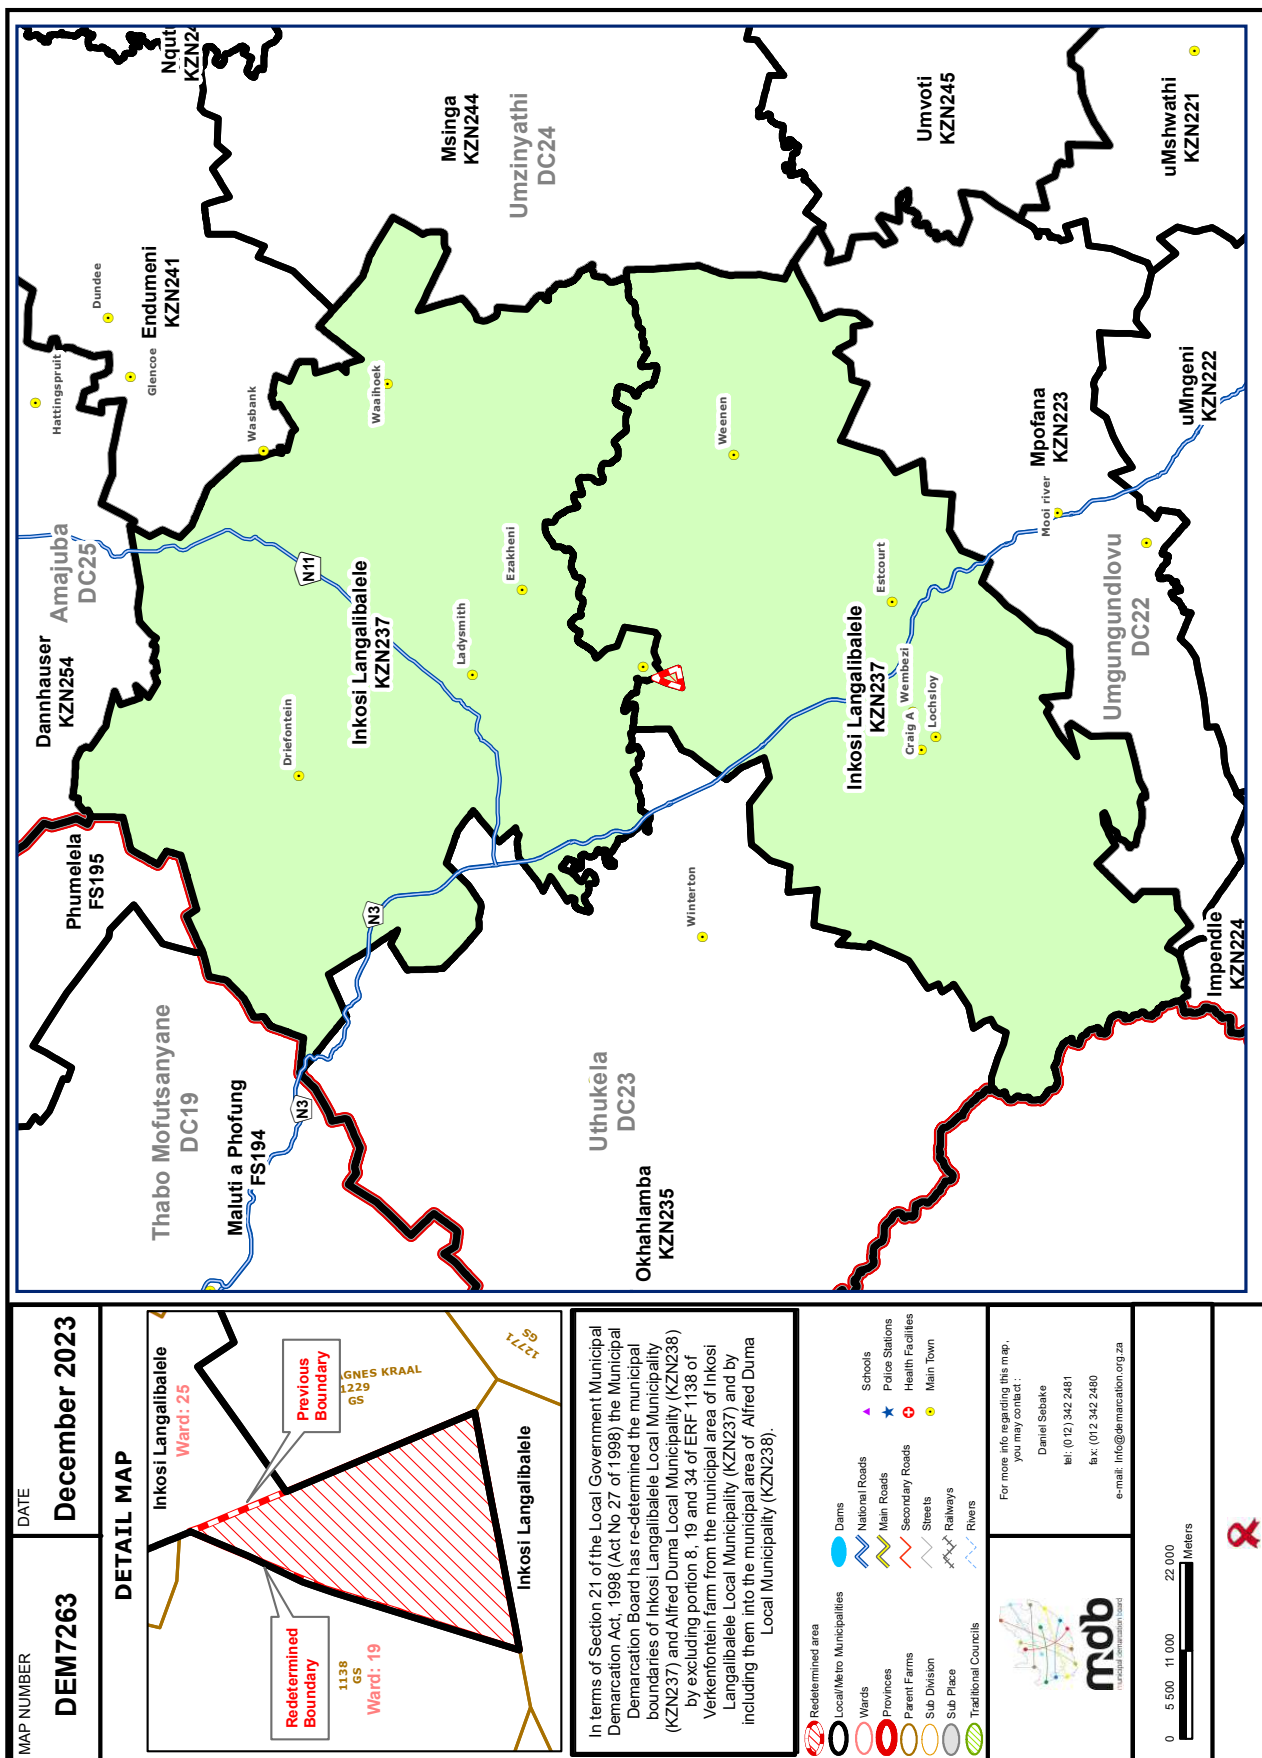 MAP NUMBER
DEM7263
DATE
December 2023
DETAIL MAP
Inkosi Langalibalele
Ward: 25
Previous
Boundary
AGNES KRAAL
1229
GS
12771
GS
Redetermined
Boundary
1138
GS
Ward: 19
Inkosi Langalibalele
In terms of Section 21 of the Local Government Municipal
Demarcation Act, 1998 (Act No 27 of 1998) the Municipal
Demarcation Board has re-determined the municipal
boundaries of Inkosi Langalibalele Local Municipality
(KZN237) and Alfred Duma Local Municipality (KZN238)
by excluding portion 8, 19 and 34 of ERF 1138 of
Verkenfontein farm from the municipal area of Inkosi
Langalibalele Local Municipality (KZN237) and by
including them into the municipal area of Alfred Duma
Local Municipality (KZN238).
Redetermined area
Local/Metro Municipalities
Wards
Provinces
Parent Farms
Sub Division
Sub Place
Traditional Councils
Dams
National Roads
Main Roads
Secondary Roads
Streets
Railways
Rivers
Schools
Police Stations
Health Facilities
Main Town
mdb
municipal demarcation board
For more info regarding this map,
you may contact :
Daniel Sebake
tel: (012) 342 2481
fax: (012 342 2480
e-mail: Info@demarcation.org.za
0 5 500 11 000 22 000
Meters
Thabo Mofutsanyane
DC19
Phumelela
FS195
Maluti a Phofung
FS194
N3
N3
Dannhauser
KZN254
Amajuba
DC25
Hattingspruit
Dundee
Glencoe
Endumeni
KZN241
Nqut
KZN24
Wasbank
Waaihoek
Driefontein
N11
Inkosi Langalibalele
KZN237
Ladysmith
Ezakheni
Msinga
KZN244
Umzinyathi
DC24
Uthukela
DC23
Okhahlamba
KZN235
Winterton
Weenen
Inkosi Langalibalele
KZN237
Estcourt
Wembezi
Craig A
Lochsloy
Umvoti
KZN245
Mooi river
Mpofana
KZN223
Umgungundlovu
DC22
uMshwathi
KZN221
uMngeni
KZN222
Impendle
KZN224